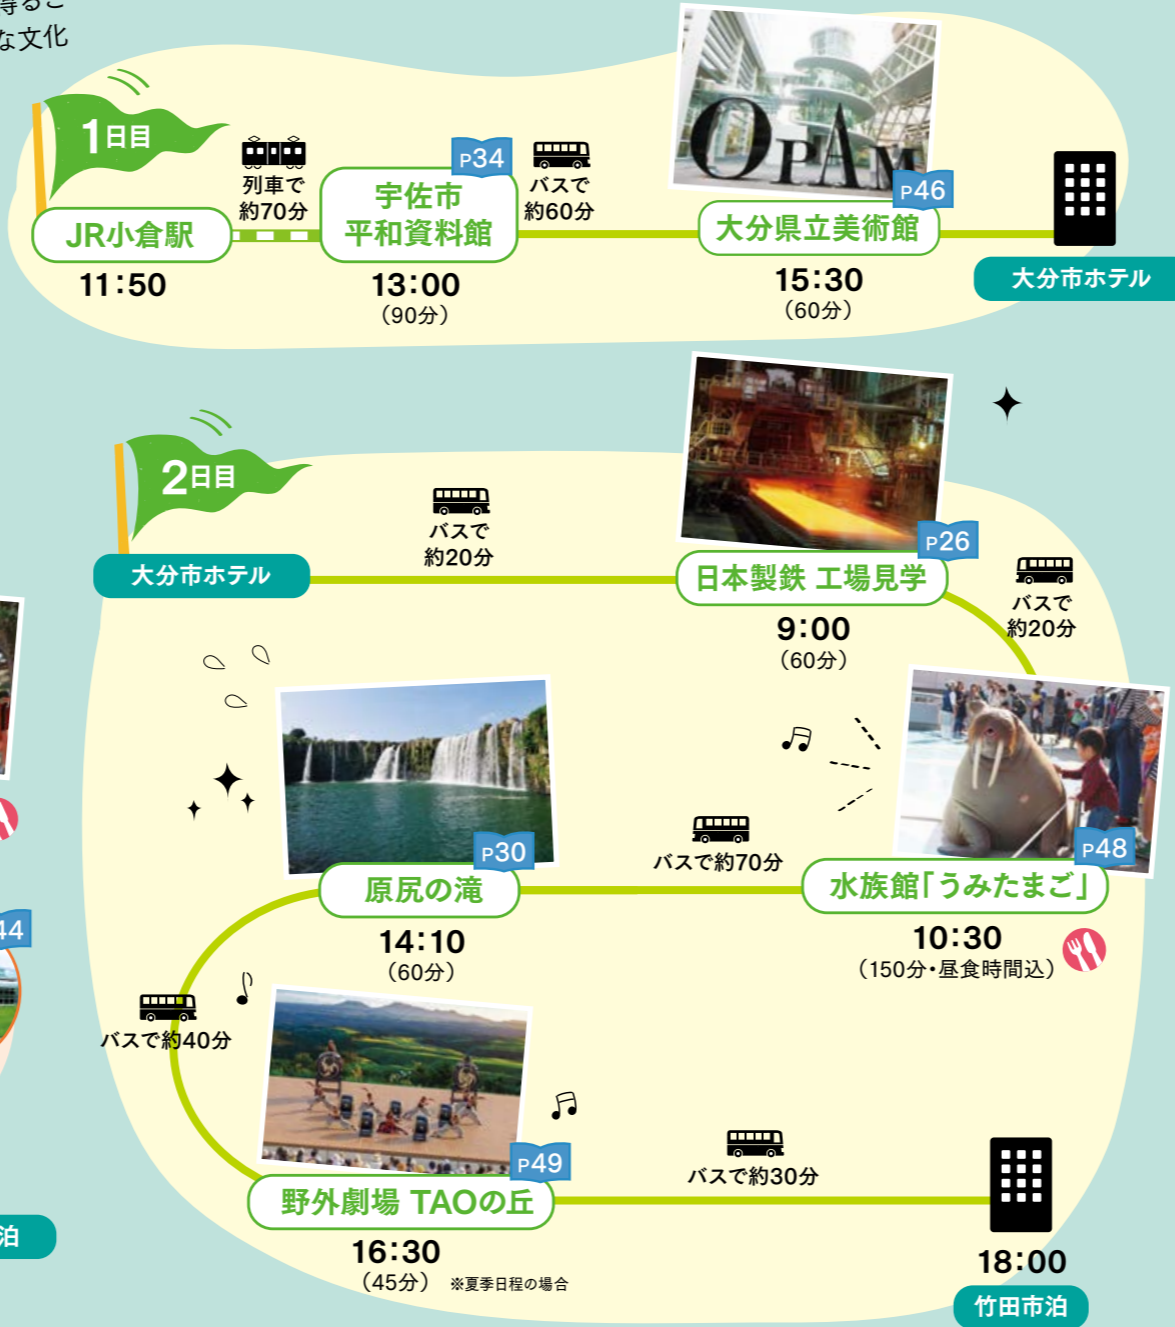 得るこ
な文化
1日目
列車で
約70分
P34
バスで
約60分
OPAM
P46
JR小倉駅
宇佐市
平和資料館
大分県立美術館
11：50
13：00
(90分)
15：30
(60分)
大分市ホテル
2日目
バスで
約20分
P26
大分市ホテル
日本製鉄 工場見学
9：00
(60分)
バスで
約20分
P30
P48
原尻の滝
バスで約70分
水族館「うみたまご」
14：10
(60分)
10：30
(150分・昼食時間込)
44
バスで約40分
P49
野外劇場 TAOの丘
バスで約30分
16：30
(45分) ※夏季日程の場合
18：00
竹田市泊
泊